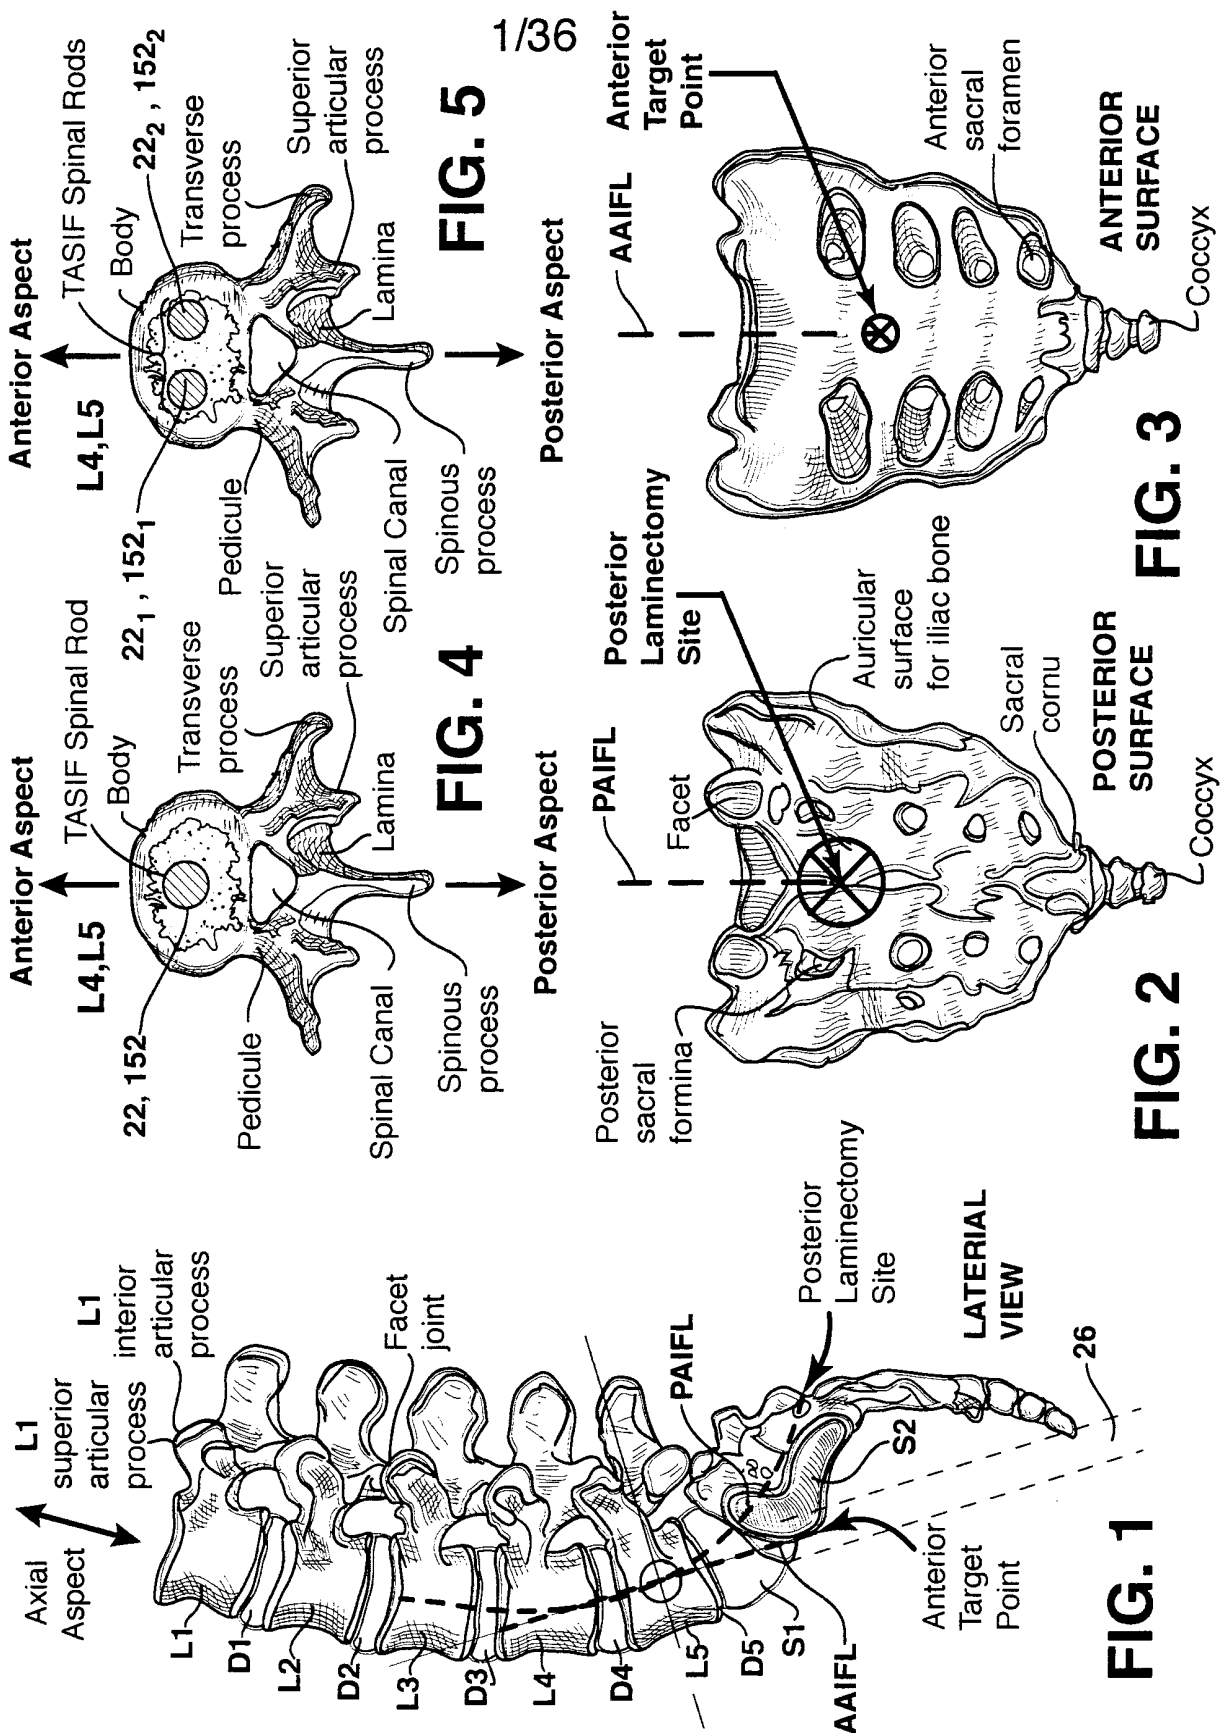 1/36
Axial
Aspect
L1
superior
articular
process
L1
interior
articular
process
Facet
joint
L1
D1
L2
D2
L3
D3
L4
D4
L5
D5
S1
AAIFL
PAIFL
Posterior
Laminectomy
Site
S2
Anterior
Target
Point
LATERIAL
VIEW
26
FIG. 1
PAIFL
Posterior
Laminectomy
Site
Facet
Posterior
sacral
formina
Auricular
surface
for iliac bone
Sacral
cornu
POSTERIOR
SURFACE
Coccyx
FIG. 2
AAIFL
Anterior
Target
Point
Anterior
sacral
foramen
ANTERIOR
SURFACE
Coccyx
FIG. 3
Anterior Aspect
L4,L5
TASIF Spinal Rod
Body
22, 152
Transverse
process
Superior
articular
process
Pedicule
Lamina
Spinal Canal
Spinous
process
Posterior Aspect
FIG. 4
Anterior Aspect
L4,L5
TASIF Spinal Rods
Body
22₁ , 152₁
22₂ , 152₂
Transverse
process
Superior
articular
process
Pedicule
Lamina
Spinal Canal
Spinous
process
Posterior Aspect
FIG. 5